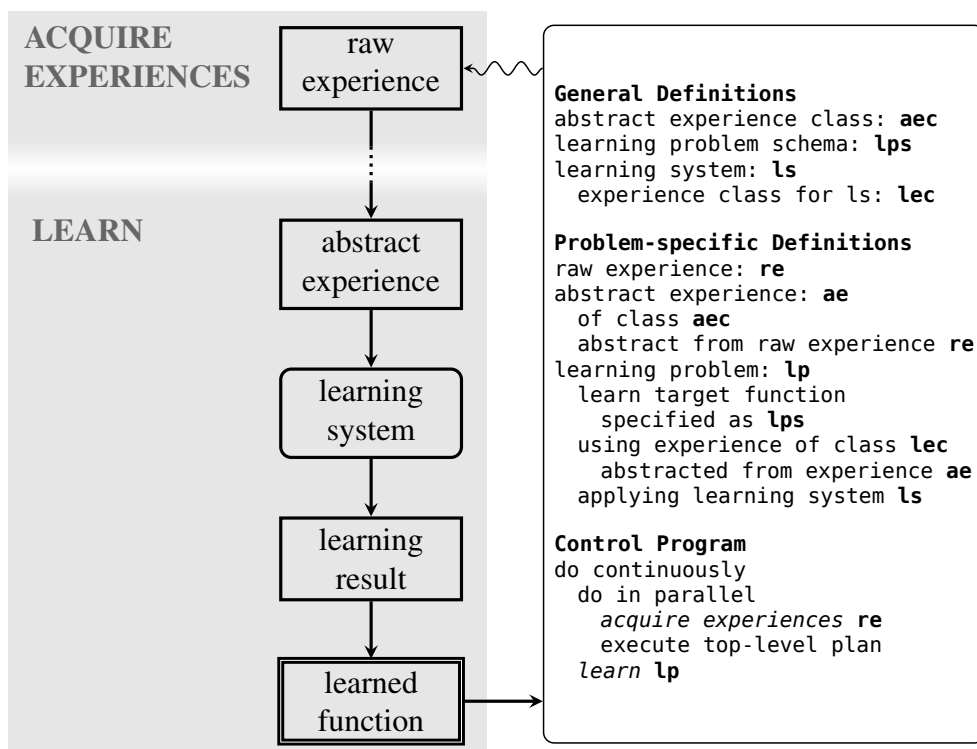 ACQUIRE
EXPERIENCES
raw
experience
LEARN
abstract
experience
learning
system
learning
result
learned
function
General Definitions
abstract experience class: aec
learning problem schema: lps
learning system: ls
experience class for ls: lec
Problem-specific Definitions
raw experience: re
abstract experience: ae
of class aec
abstract from raw experience re
learning problem: lp
learn target function
specified as lps
using experience of class lec
abstracted from experience ae
applying learning system ls
Control Program
do continuously
do in parallel
acquire experiences re
execute top-level plan
learn lp